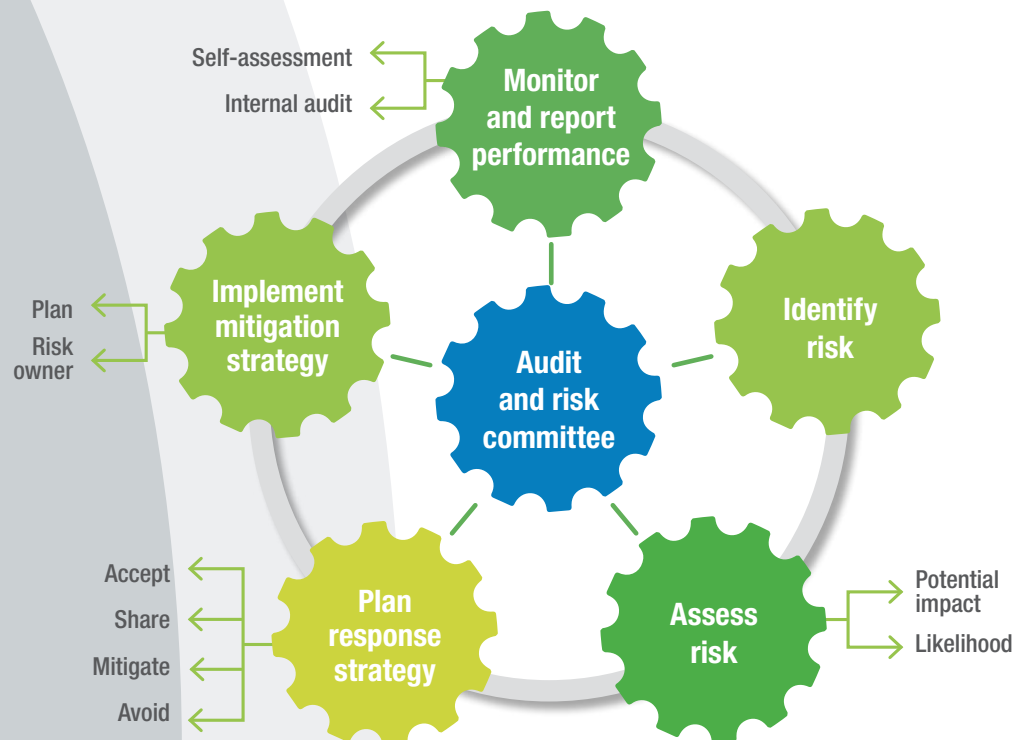 Self-assessment
Internal audit
Monitor
and report
performance
Plan
Risk
owner
Implement
mitigation
strategy
Identify
risk
Audit
and risk
committee
Accept
Share
Mitigate
Avoid
Plan
response
strategy
Assess
risk
Potential
impact
Likelihood